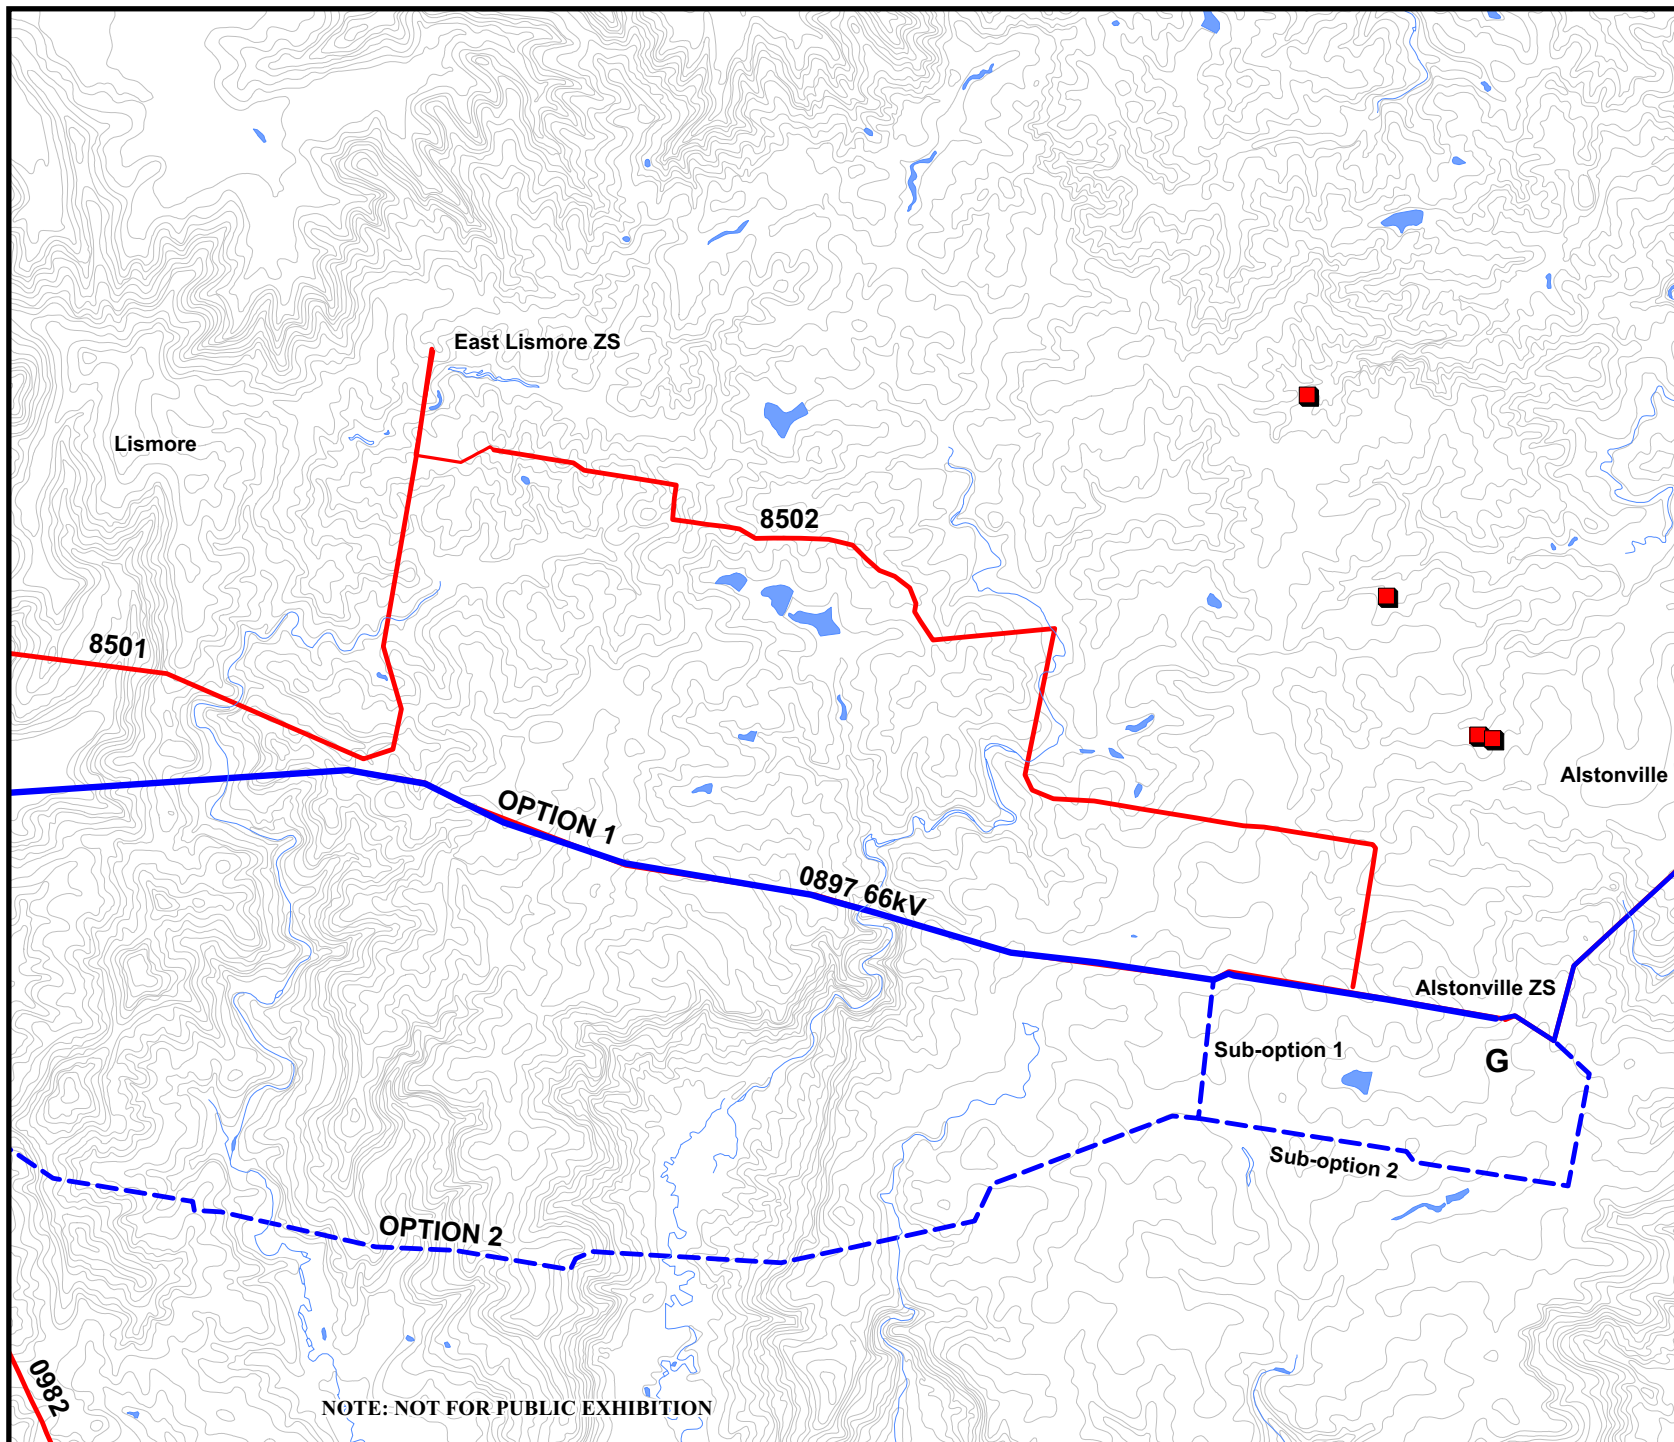 East Lismore ZS
Lismore
8502
8501
Alstonville
OPTION 1
0897 66kV
Alstonville ZS
Sub-option 1
G
Sub-option 2
OPTION 2
0982
NOTE: NOT FOR PUBLIC EXHIBITION